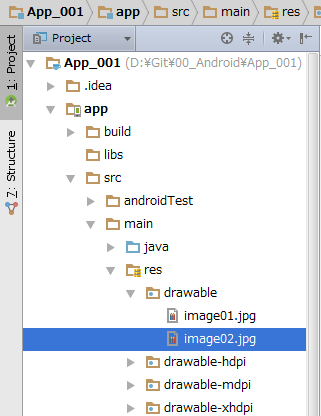 App_001 app src main res
1: Project
Project
App_001 (D:¥Git¥00_Android¥App_001)
.idea
app
build
libs
7: Structure
src
androidTest
main
java
res
drawable
image01.jpg
image02.jpg
drawable-hdpi
drawable-mdpi
drawable-xhdpi